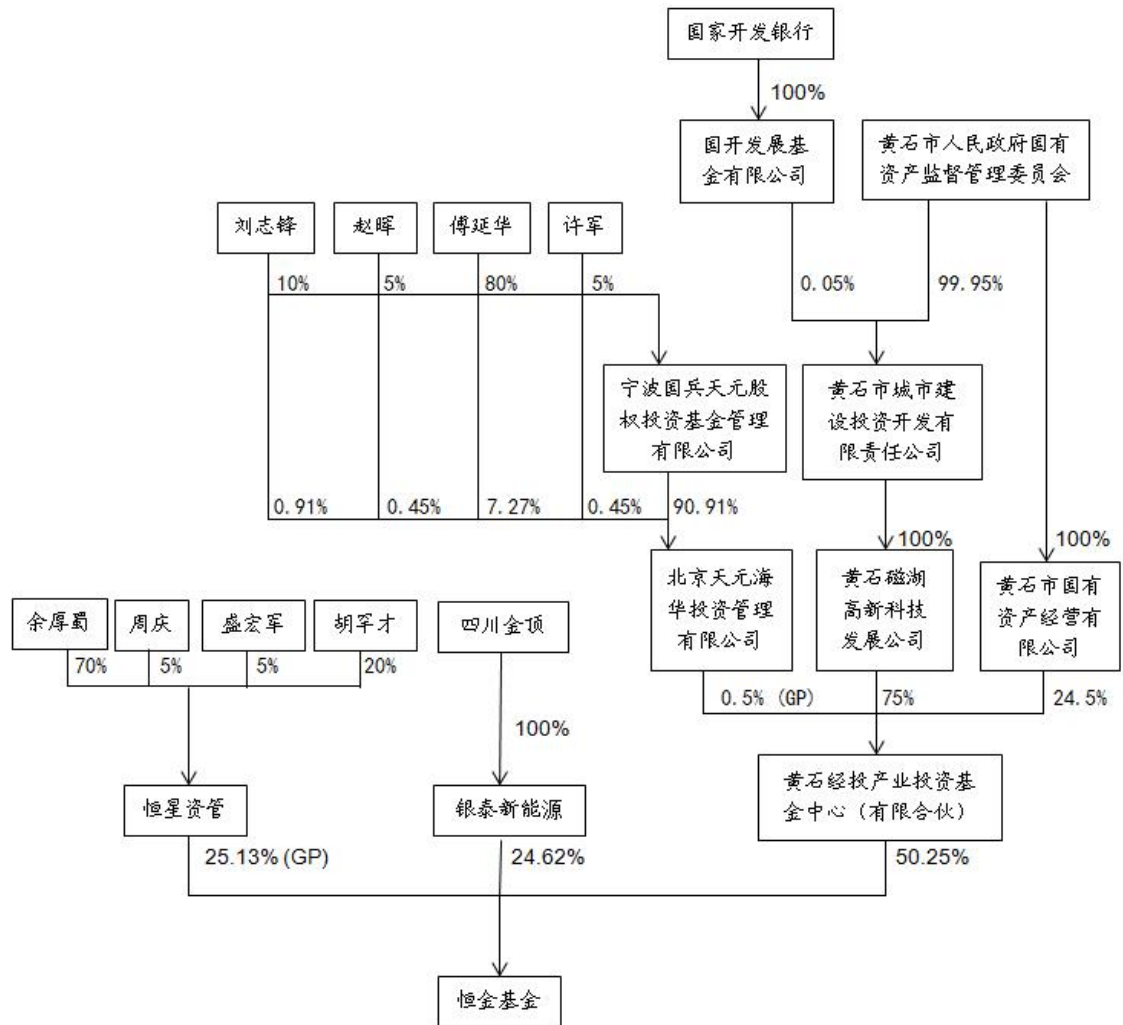 国家开发银行
100%
国开发展基
金有限公司
黄石市人民政府国有
资产监督管理委员会
刘志锋
赵晖
傅延华
许军
10%
5%
80%
5%
0.05%
99.95%
宁波国兵天元股
权投资基金管理
有限公司
黄石市城市建
设投资开发有
限责任公司
0.91%
0.45%
7.27%
0.45%
90.91%
100%
100%
北京天元海
华投资管理
有限公司
黄石磁湖
高新科技
发展公司
黄石市国有
资产经营有
限公司
余厚蜀
周庆
盛宏军
胡罕才
四川金顶
70%
5%
5%
20%
0.5% (GP)
75%
24.5%
100%
恒星资管
银泰新能源
黄石经投产业投资基
金中心（有限合伙）
25.13% (GP)
24.62%
50.25%
恒金基金